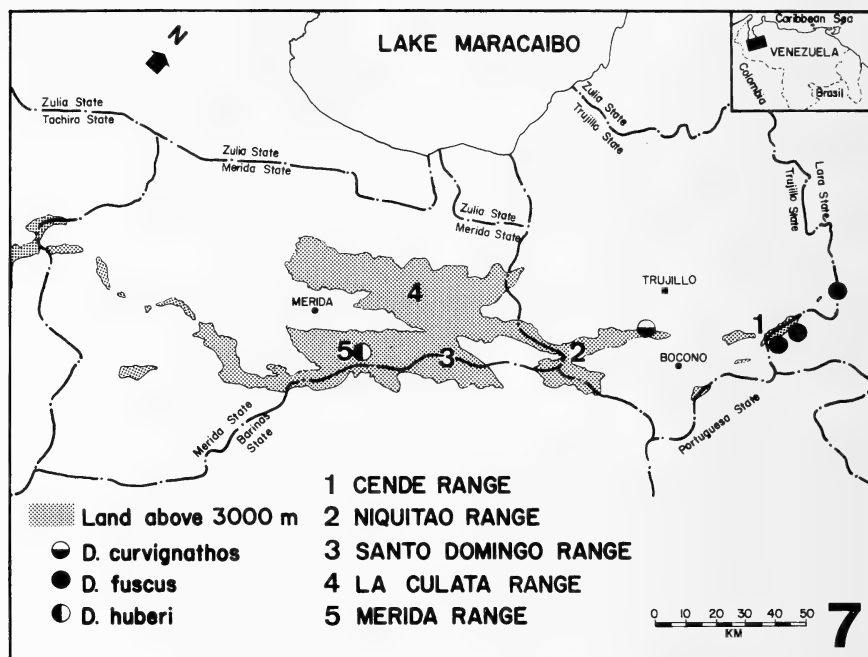 N
LAKE MARACAIBO
Caribbean Sea
VENEZUELA
Colombia
Brasil
Zulia State
Tachira State
Zulia State
Merida State
Zulia State
Merida State
Zulia State
Trujillo State
Lara State
Trujillo State
4
MERIDA
TRUJILLO
1
5
3
2
BOCONO
Merida State
Barinas State
Portuguesa State
Land above 3000 m
D. curvignathos
D. fuscus
D. huberi
1 CENDE RANGE
2 NIQUITAO RANGE
3 SANTO DOMINGO RANGE
4 LA CULATA RANGE
5 MERIDA RANGE
0 10 20 30 40 50
KM
7